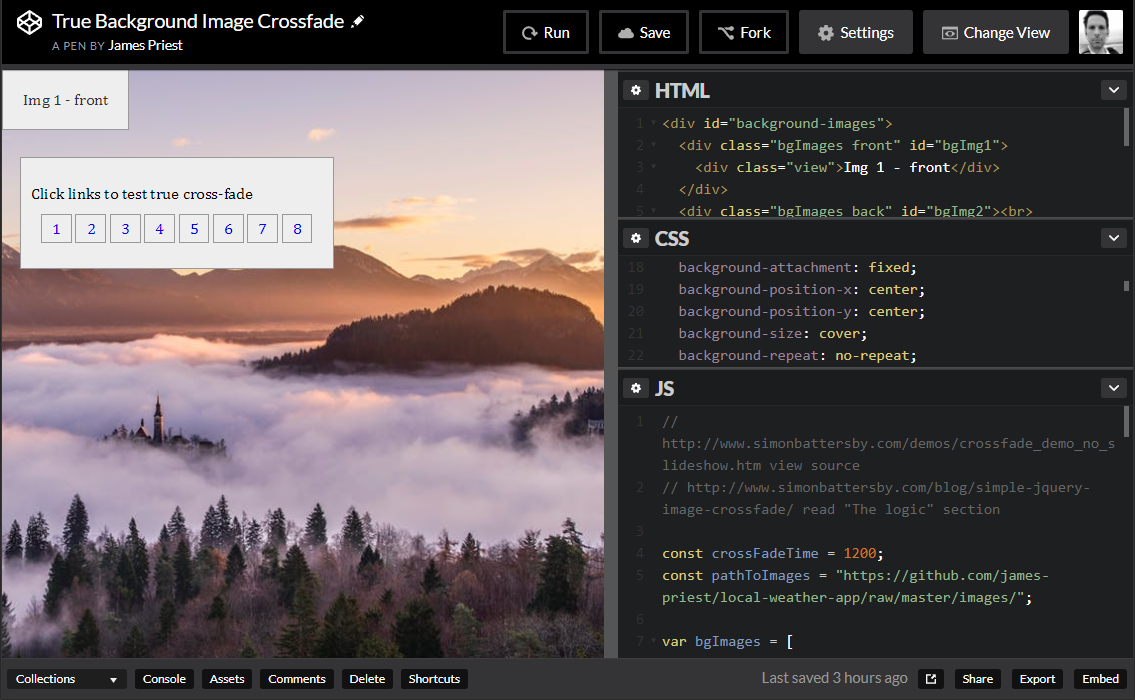 True Background Image Crossfade
A PEN BY James Priest
Run
Save
Fork
Settings
Change View
Img 1 - front
Click links to test true cross-fade
1 2 3 4 5 6 7 8
HTML
1 <div id="background-images">
2 <div class="bgImages front" id="bgImg1">
3 <div class="view">Img 1 - front</div>
4 </div>
5 <div class="bgImages back" id="bgImg2"><br>
CSS
18 background-attachment: fixed;
19 background-position-x: center;
20 background-position-y: center;
21 background-size: cover;
22 background-repeat: no-repeat;
JS
1 //
http://www.simonbattersby.com/demos/crossfade_demo_no_s
lideshow.htm view source
2 // http://www.simonbattersby.com/blog/simple-jquery-
image-crossfade/ read "The logic" section
3
4 const crossFadeTime = 1200;
5 const pathToImages = "https://github.com/james-
priest/local-weather-app/raw/master/images/";
6
7 var bgImages = [
Collections
Console
Assets
Comments
Delete
Shortcuts
Last saved 3 hours ago
Share
Export
Embed